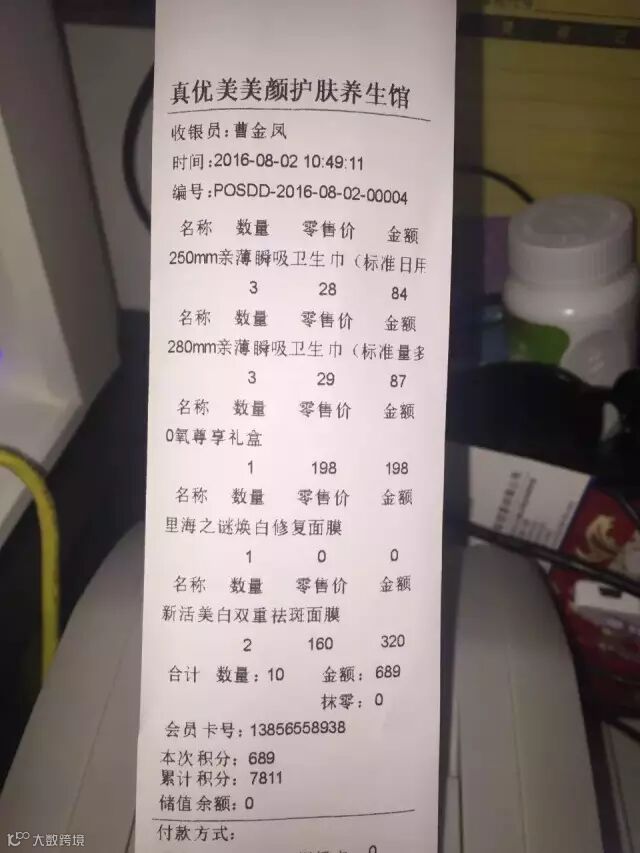 真优美美颜护肤养生馆
收银员:曹金凤
时间:2016-08-02 10:49:11
编号:POSDD-2016-08-02-00004
名称 数量 零售价 金额
250mm亲薄瞬吸卫生巾（标准日用
3 28 84
名称 数量 零售价 金额
280mm亲薄瞬吸卫生巾（标准量多
3 29 87
名称 数量 零售价 金额
0氧尊享礼盒
1 198 198
名称 数量 零售价 金额
里海之谜焕白修复面膜
1 0 0
名称 数量 零售价 金额
新活美白双重祛斑面膜
2 160 320
合计 数量:10 金额:689
抹零:0
会员卡号:13856558938
本次积分:689
累计积分:7811
储值余额:0
付款方式:
大数跨境